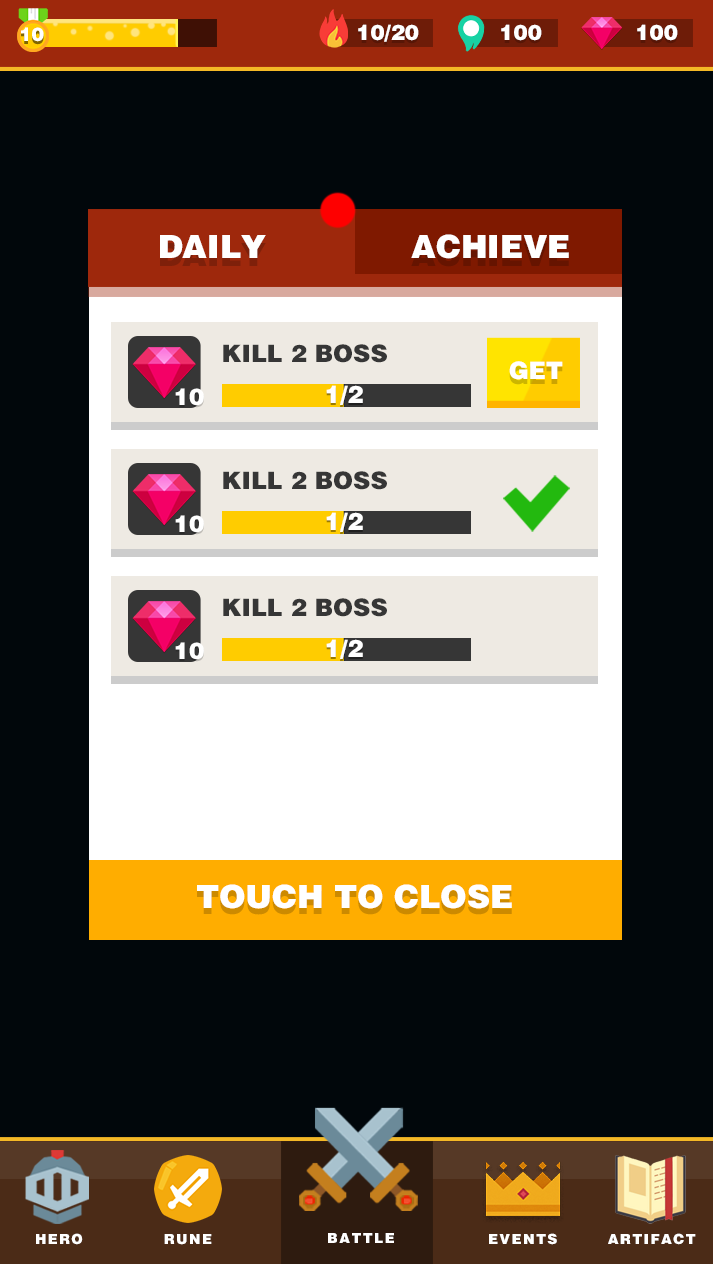 10
10/20
100
100
DAILY
ACHIEVE
KILL 2 BOSS
10
1/2
GET
KILL 2 BOSS
10
1/2
KILL 2 BOSS
10
1/2
TOUCH TO CLOSE
HERO
RUNE
BATTLE
EVENTS
ARTIFACT